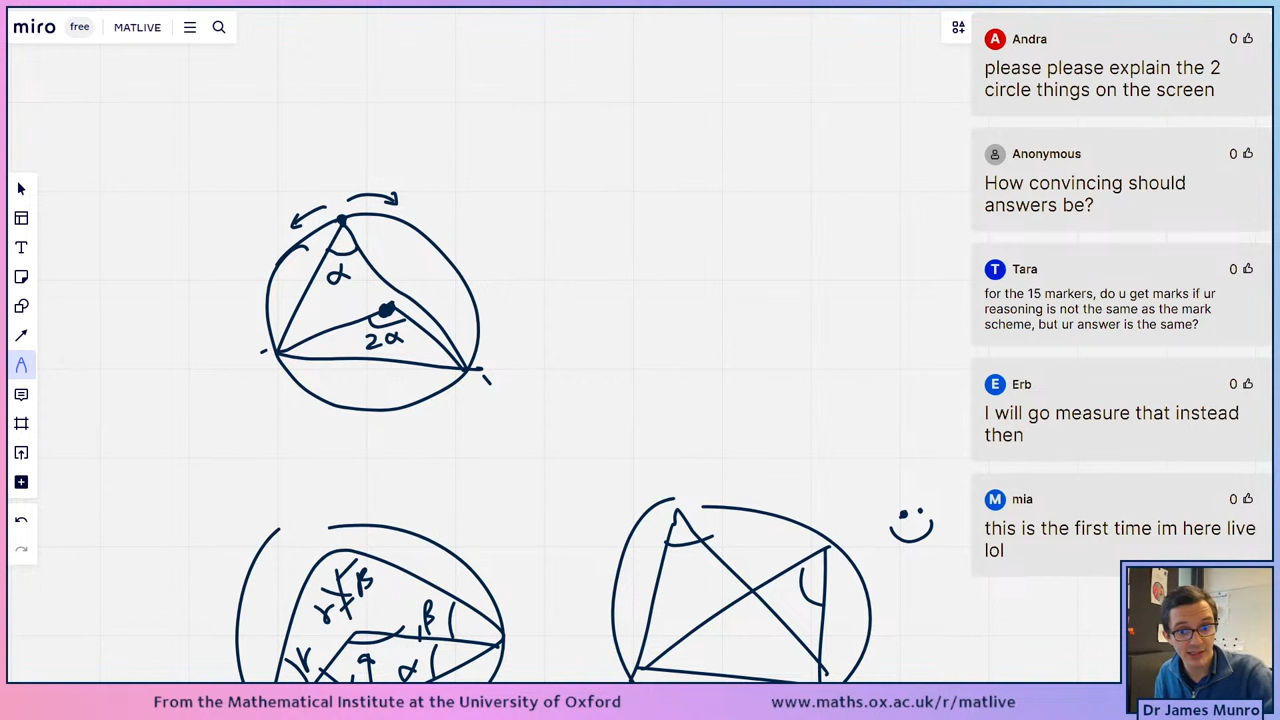 miro
free
MATLIVE
A Andra 0
please please explain the 2
circle things on the screen
Anonymous 0
How convincing should
answers be?
T Tara 0
for the 15 markers, do u get marks if ur
reasoning is not the same as the mark
scheme, but ur answer is the same?
E Erb 0
I will go measure that instead
then
M mia 0
this is the first time im here live
lol
T
α
2α
β
γ
β
γ
α
From the Mathematical Institute at the University of Oxford
www.maths.ox.ac.uk/r/matlive
Dr James Munro